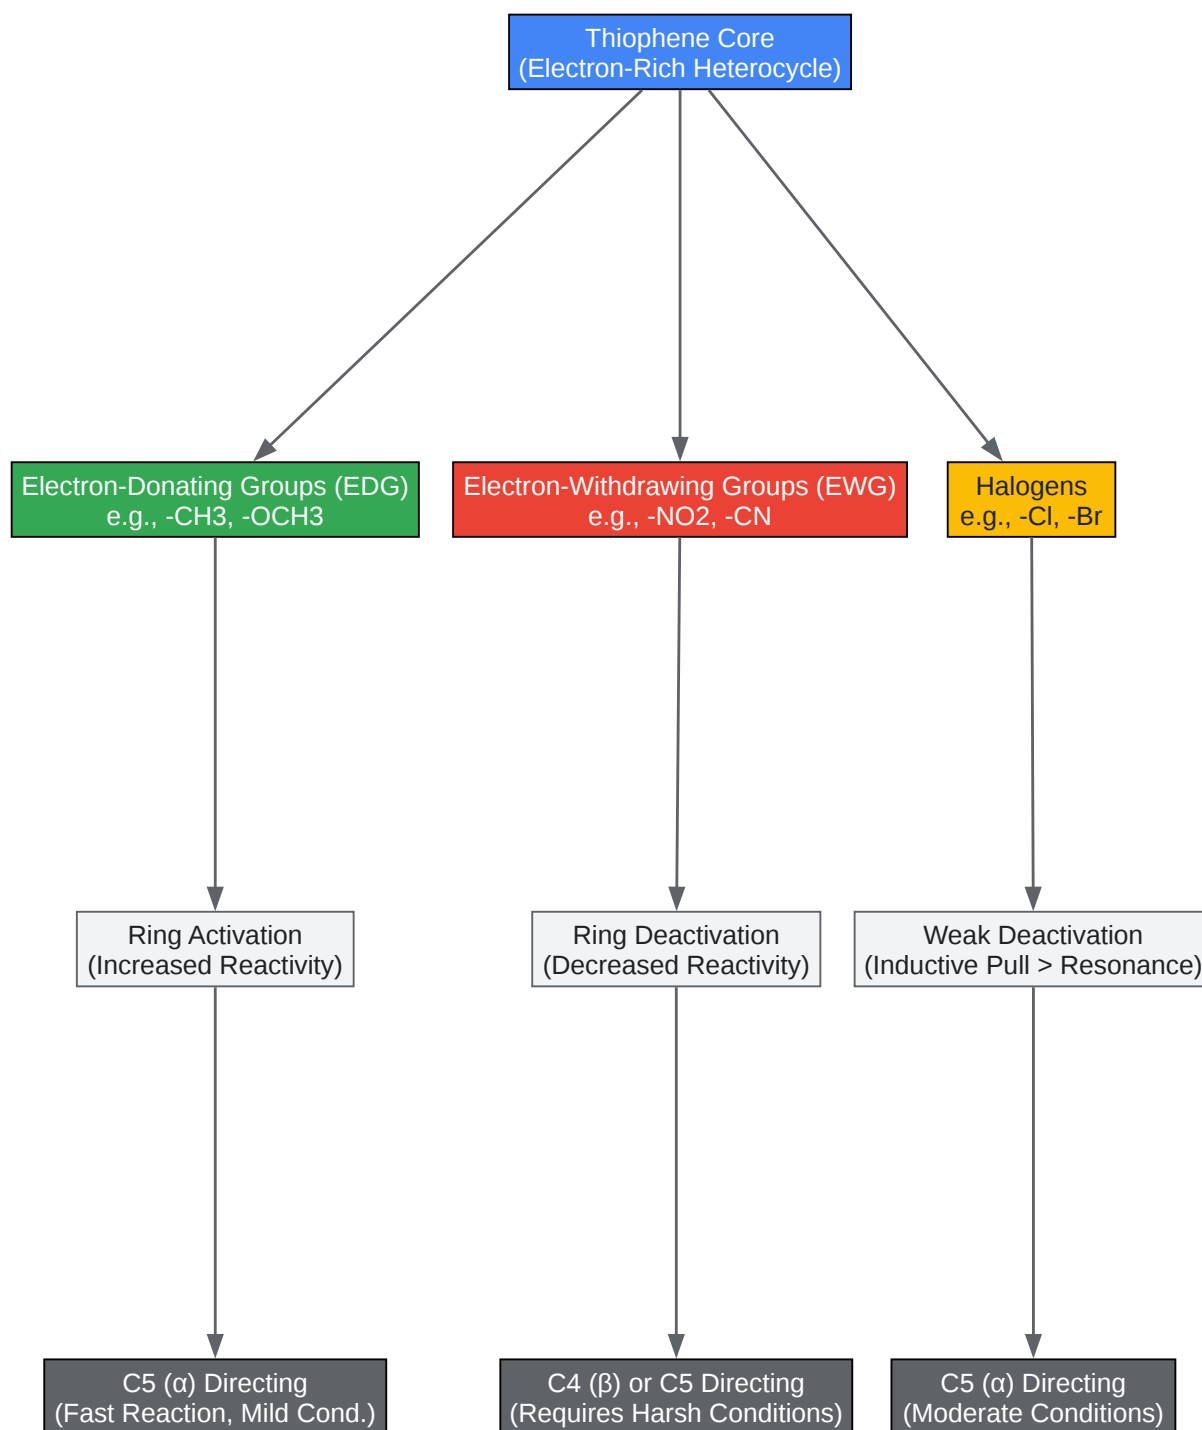 Thiophene Core
(Electron-Rich Heterocycle)
Electron-Donating Groups (EDG)
e.g., -CH3, -OCH3
Electron-Withdrawing Groups (EWG)
e.g., -NO2, -CN
Halogens
e.g., -Cl, -Br
Ring Activation
(Increased Reactivity)
Ring Deactivation
(Decreased Reactivity)
Weak Deactivation
(Inductive Pull > Resonance)
C5 (α) Directing
(Fast Reaction, Mild Cond.)
C4 (β) or C5 Directing
(Requires Harsh Conditions)
C5 (α) Directing
(Moderate Conditions)